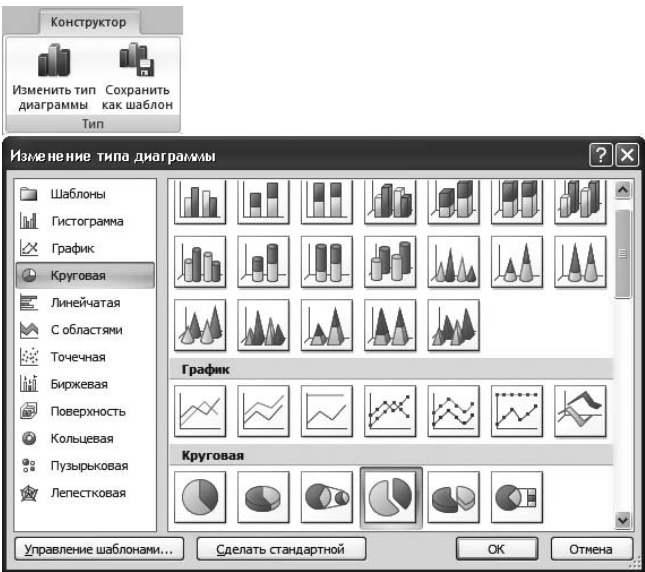 Конструктор
Изменить тип
диаграммы
Сохранить
как шаблон
Тип
Изменение типа диаграммы
Шаблоны
Гистограмма
График
Круговая
Линейчатая
С областями
Точечная
Биржевая
Поверхность
Кольцевая
Пузырьковая
Лепестковая
График
Круговая
Управление шаблонами...
Сделать стандартной
ОК
Отмена